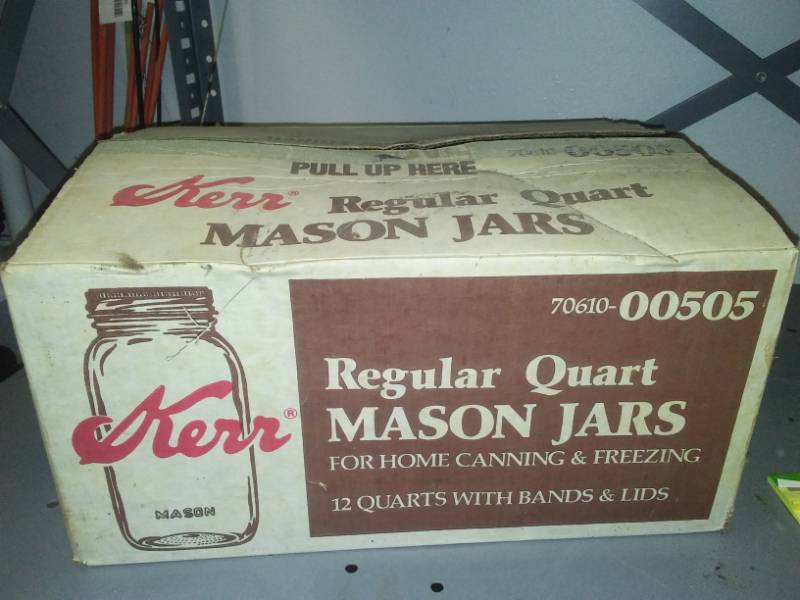 PULL UP HERE
70610-00505
Kerr® Regular Quart
MASON JARS
70610-00505
Regular Quart
MASON JARS
FOR HOME CANNING & FREEZING
12 QUARTS WITH BANDS & LIDS
Kerr®
MASON